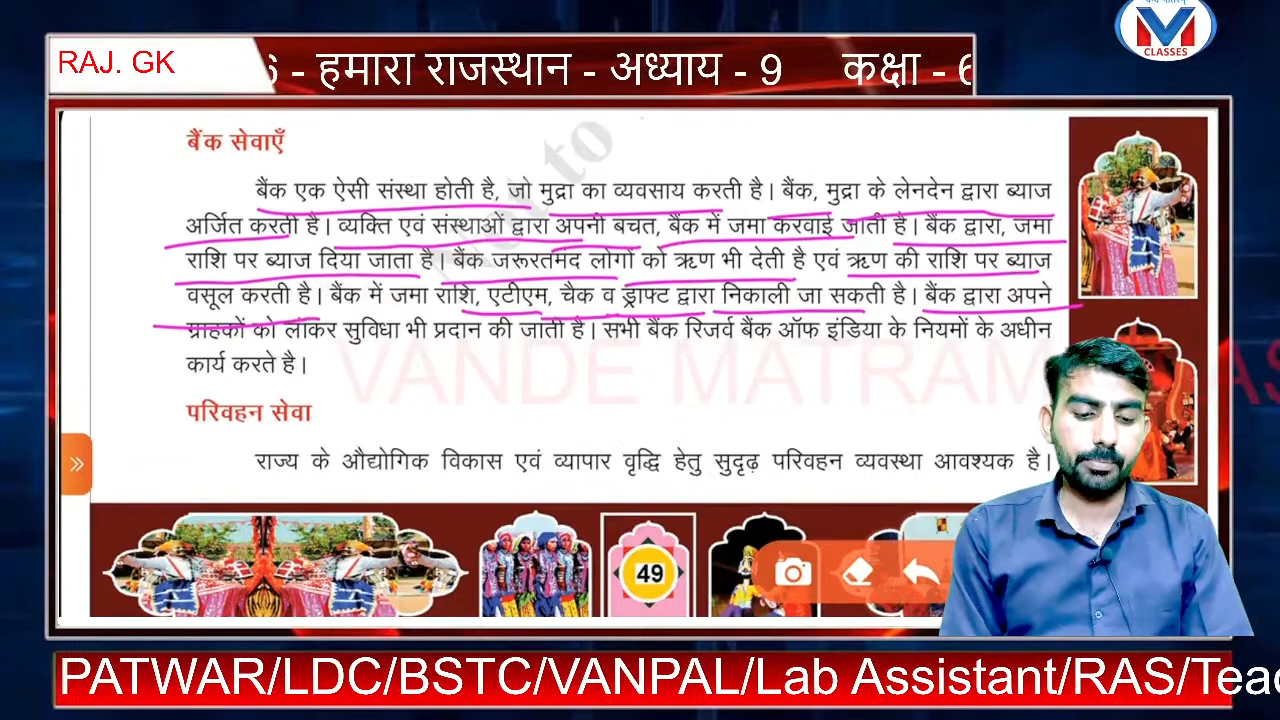 वन्दे मातरम्
CLASSES
RAJ. GK
6 - हमारा राजस्थान - अध्याय - 9 कक्षा - 6
बैंक सेवाएँ
बैंक एक ऐसी संस्था होती है, जो मुद्रा का व्यवसाय करती है। बैंक, मुद्रा के लेनदेन द्वारा ब्याज
अर्जित करती है। व्यक्ति एवं संस्थाओं द्वारा अपनी बचत, बैंक में जमा करवाई जाती है। बैंक द्वारा, जमा
राशि पर ब्याज दिया जाता है। बैंक जरूरतमंद लोगों को ऋण भी देती है एवं ऋण की राशि पर ब्याज
वसूल करती है। बैंक में जमा राशि, एटीएम, चैक व ड्राफ्ट द्वारा निकाली जा सकती है। बैंक द्वारा अपने
ग्राहकों को लॉकर सुविधा भी प्रदान की जाती है। सभी बैंक रिजर्व बैंक ऑफ इंडिया के नियमों के अधीन
कार्य करते है।
VANDE MATRAM
परिवहन सेवा
राज्य के औद्योगिक विकास एवं व्यापार वृद्धि हेतु सुदृढ़ परिवहन व्यवस्था आवश्यक है।
49
PATWAR/LDC/BSTC/VANPAL/Lab Assistant/RAS/Tea